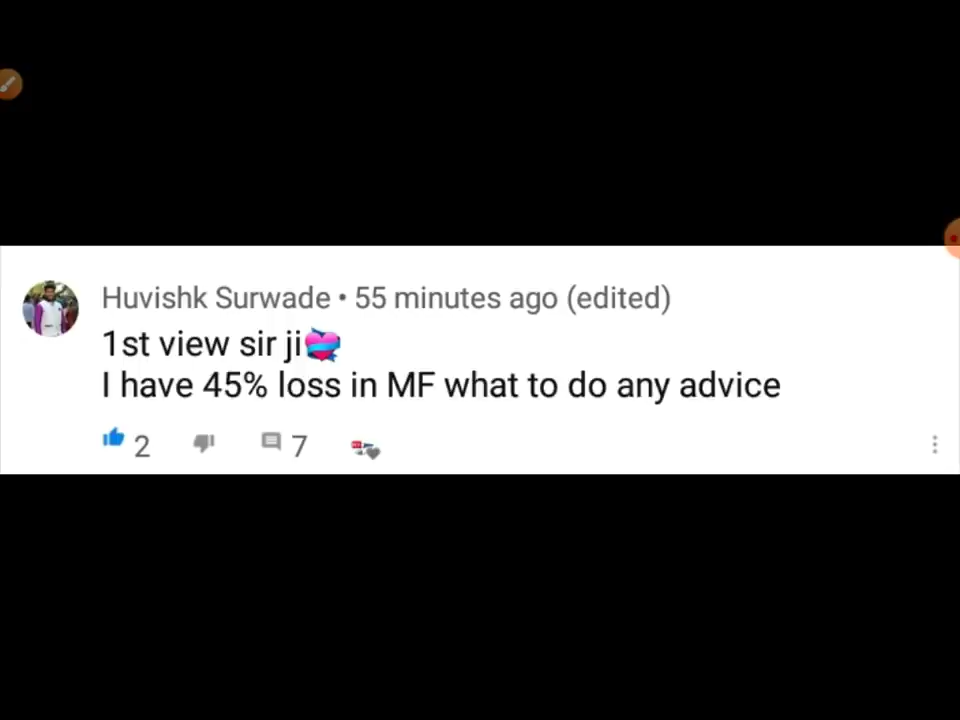 Huvishk Surwade • 55 minutes ago (edited)
1st view sir ji💝
I have 45% loss in MF what to do any advice
2 7